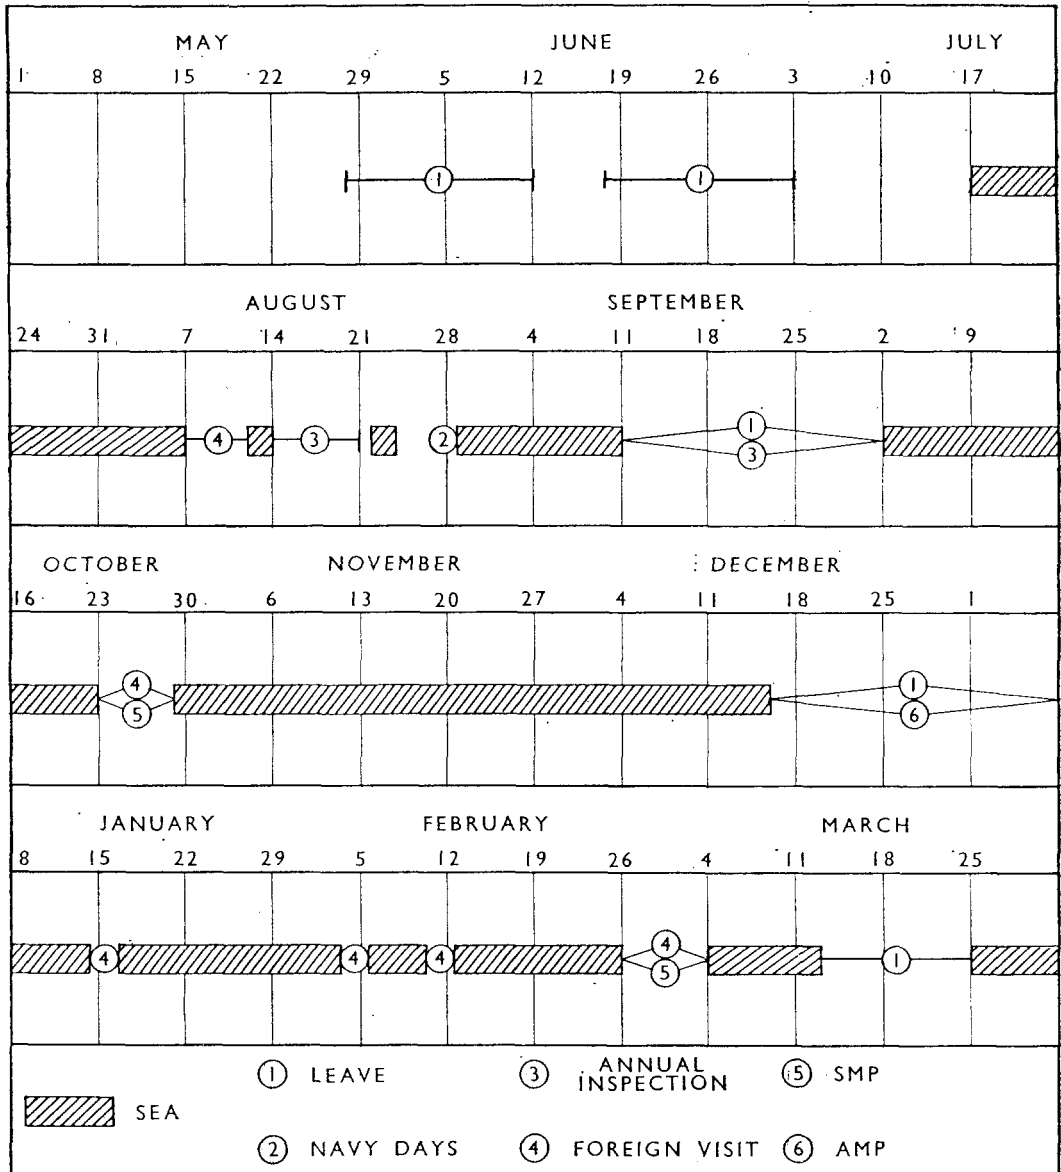 MAY JUNE JULY
1 8 15 22 29 5 12 19 26 3 10 17
1 1
AUGUST SEPTEMBER
24 31 7 14 21 28 4 11 18 25 2 9
4 3 2 1
3
OCTOBER NOVEMBER DECEMBER
16 23 30 6 13 20 27 4 11 18 25 1
4 1
5 6
JANUARY FEBRUARY MARCH
8 15 22 29 5 12 19 26 4 11 18 25
4 4 4 4 1
5
1 LEAVE 3 ANNUAL INSPECTION 5 SMP
SEA
2 NAVY DAYS 4 FOREIGN VISIT 6 AMP